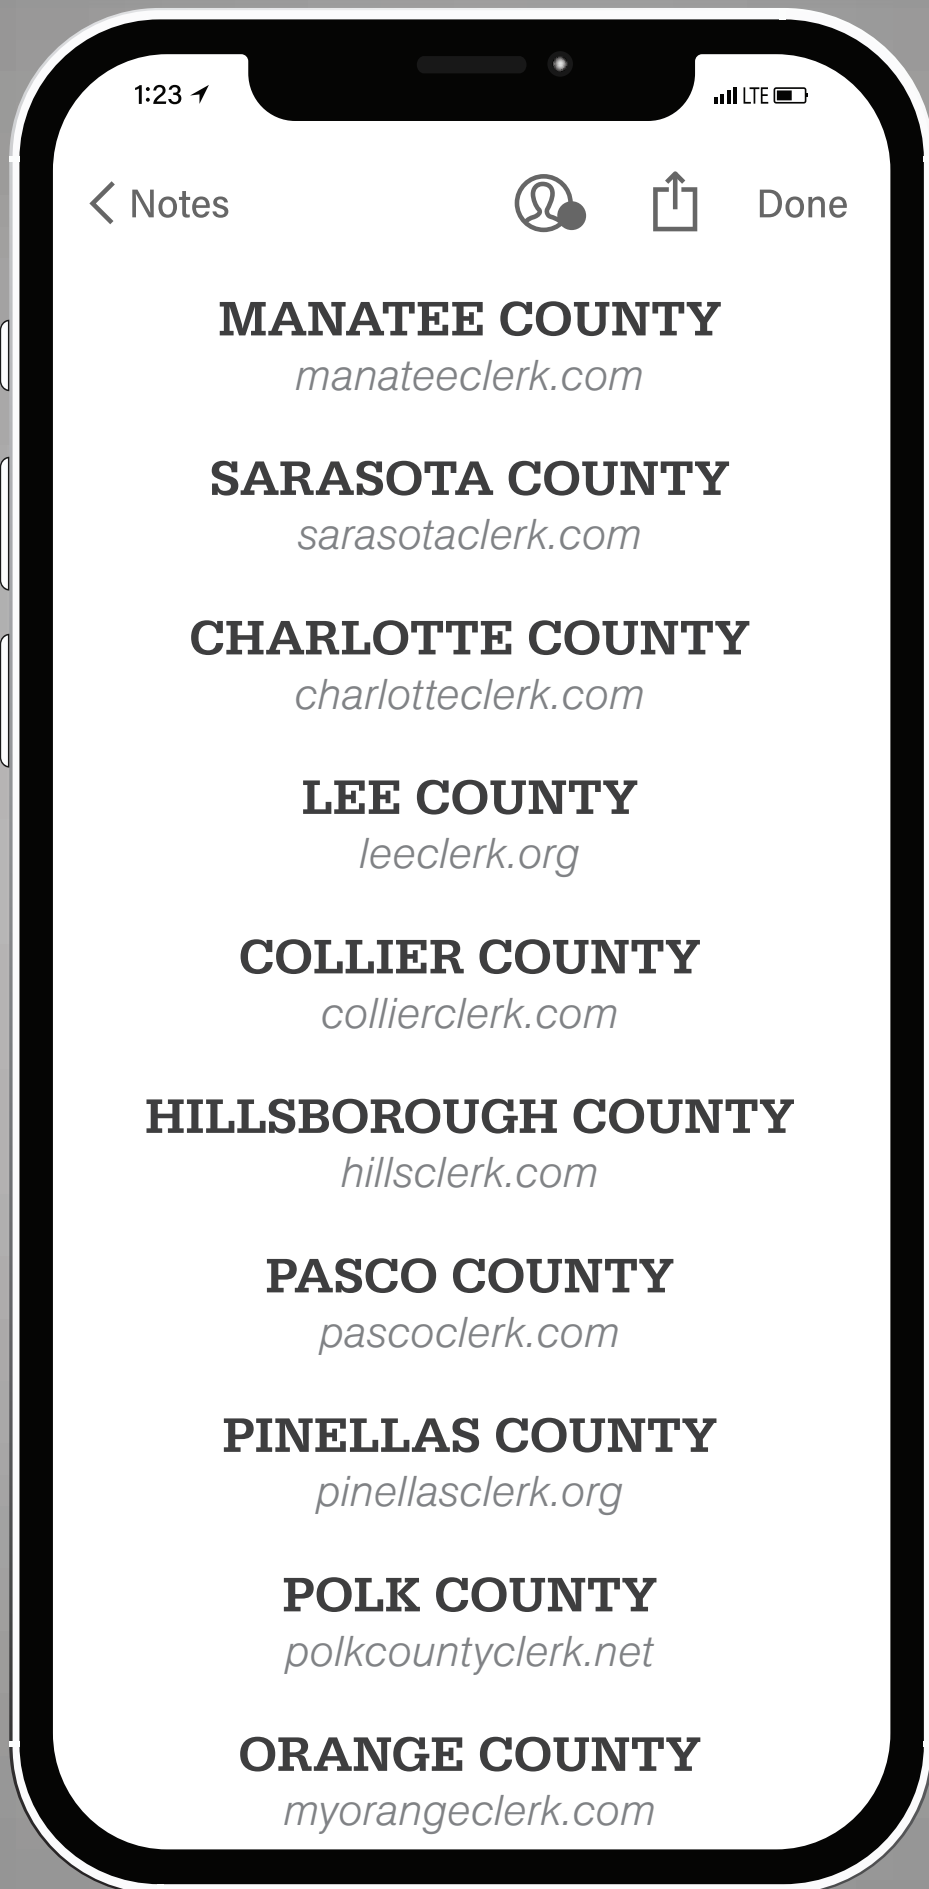 1:23 LTE
Notes Done
MANATEE COUNTY
manateeclerk.com
SARASOTA COUNTY
sarasotaclerk.com
CHARLOTTE COUNTY
charlotteclerk.com
LEE COUNTY
leeclerk.org
COLLIER COUNTY
collierclerk.com
HILLSBOROUGH COUNTY
hillsclerk.com
PASCO COUNTY
pascoclerk.com
PINELLAS COUNTY
pinellasclerk.org
POLK COUNTY
polkcountyclerk.net
ORANGE COUNTY
myorangeclerk.com